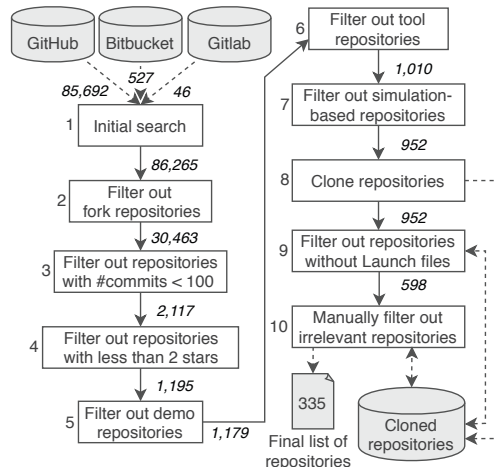 GitHub
Bitbucket
Gitlab
85,692
527
46
1
Initial search
86,265
2
Filter out
fork repositories
30,463
3
Filter out repositories
with #commits < 100
2,117
4
Filter out repositories
with less than 2 stars
1,195
5
Filter out demo
repositories
1,179
6
Filter out tool
repositories
1,010
7
Filter out simulation-
based repositories
952
8
Clone repositories
952
9
Filter out repositories
without Launch files
598
10
Manually filter out
irrelevant repositories
335
Final list of
repositories
Cloned
repositories